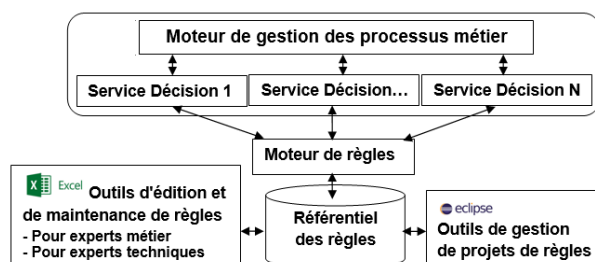 Moteur de gestion des processus métier
Service Décision 1
Service Décision...
Service Décision N
Moteur de règles
Excel
Outils d'édition et
de maintenance de règles
- Pour experts métier
- Pour experts techniques
Référentiel
des règles
eclipse
Outils de gestion
de projets de règles